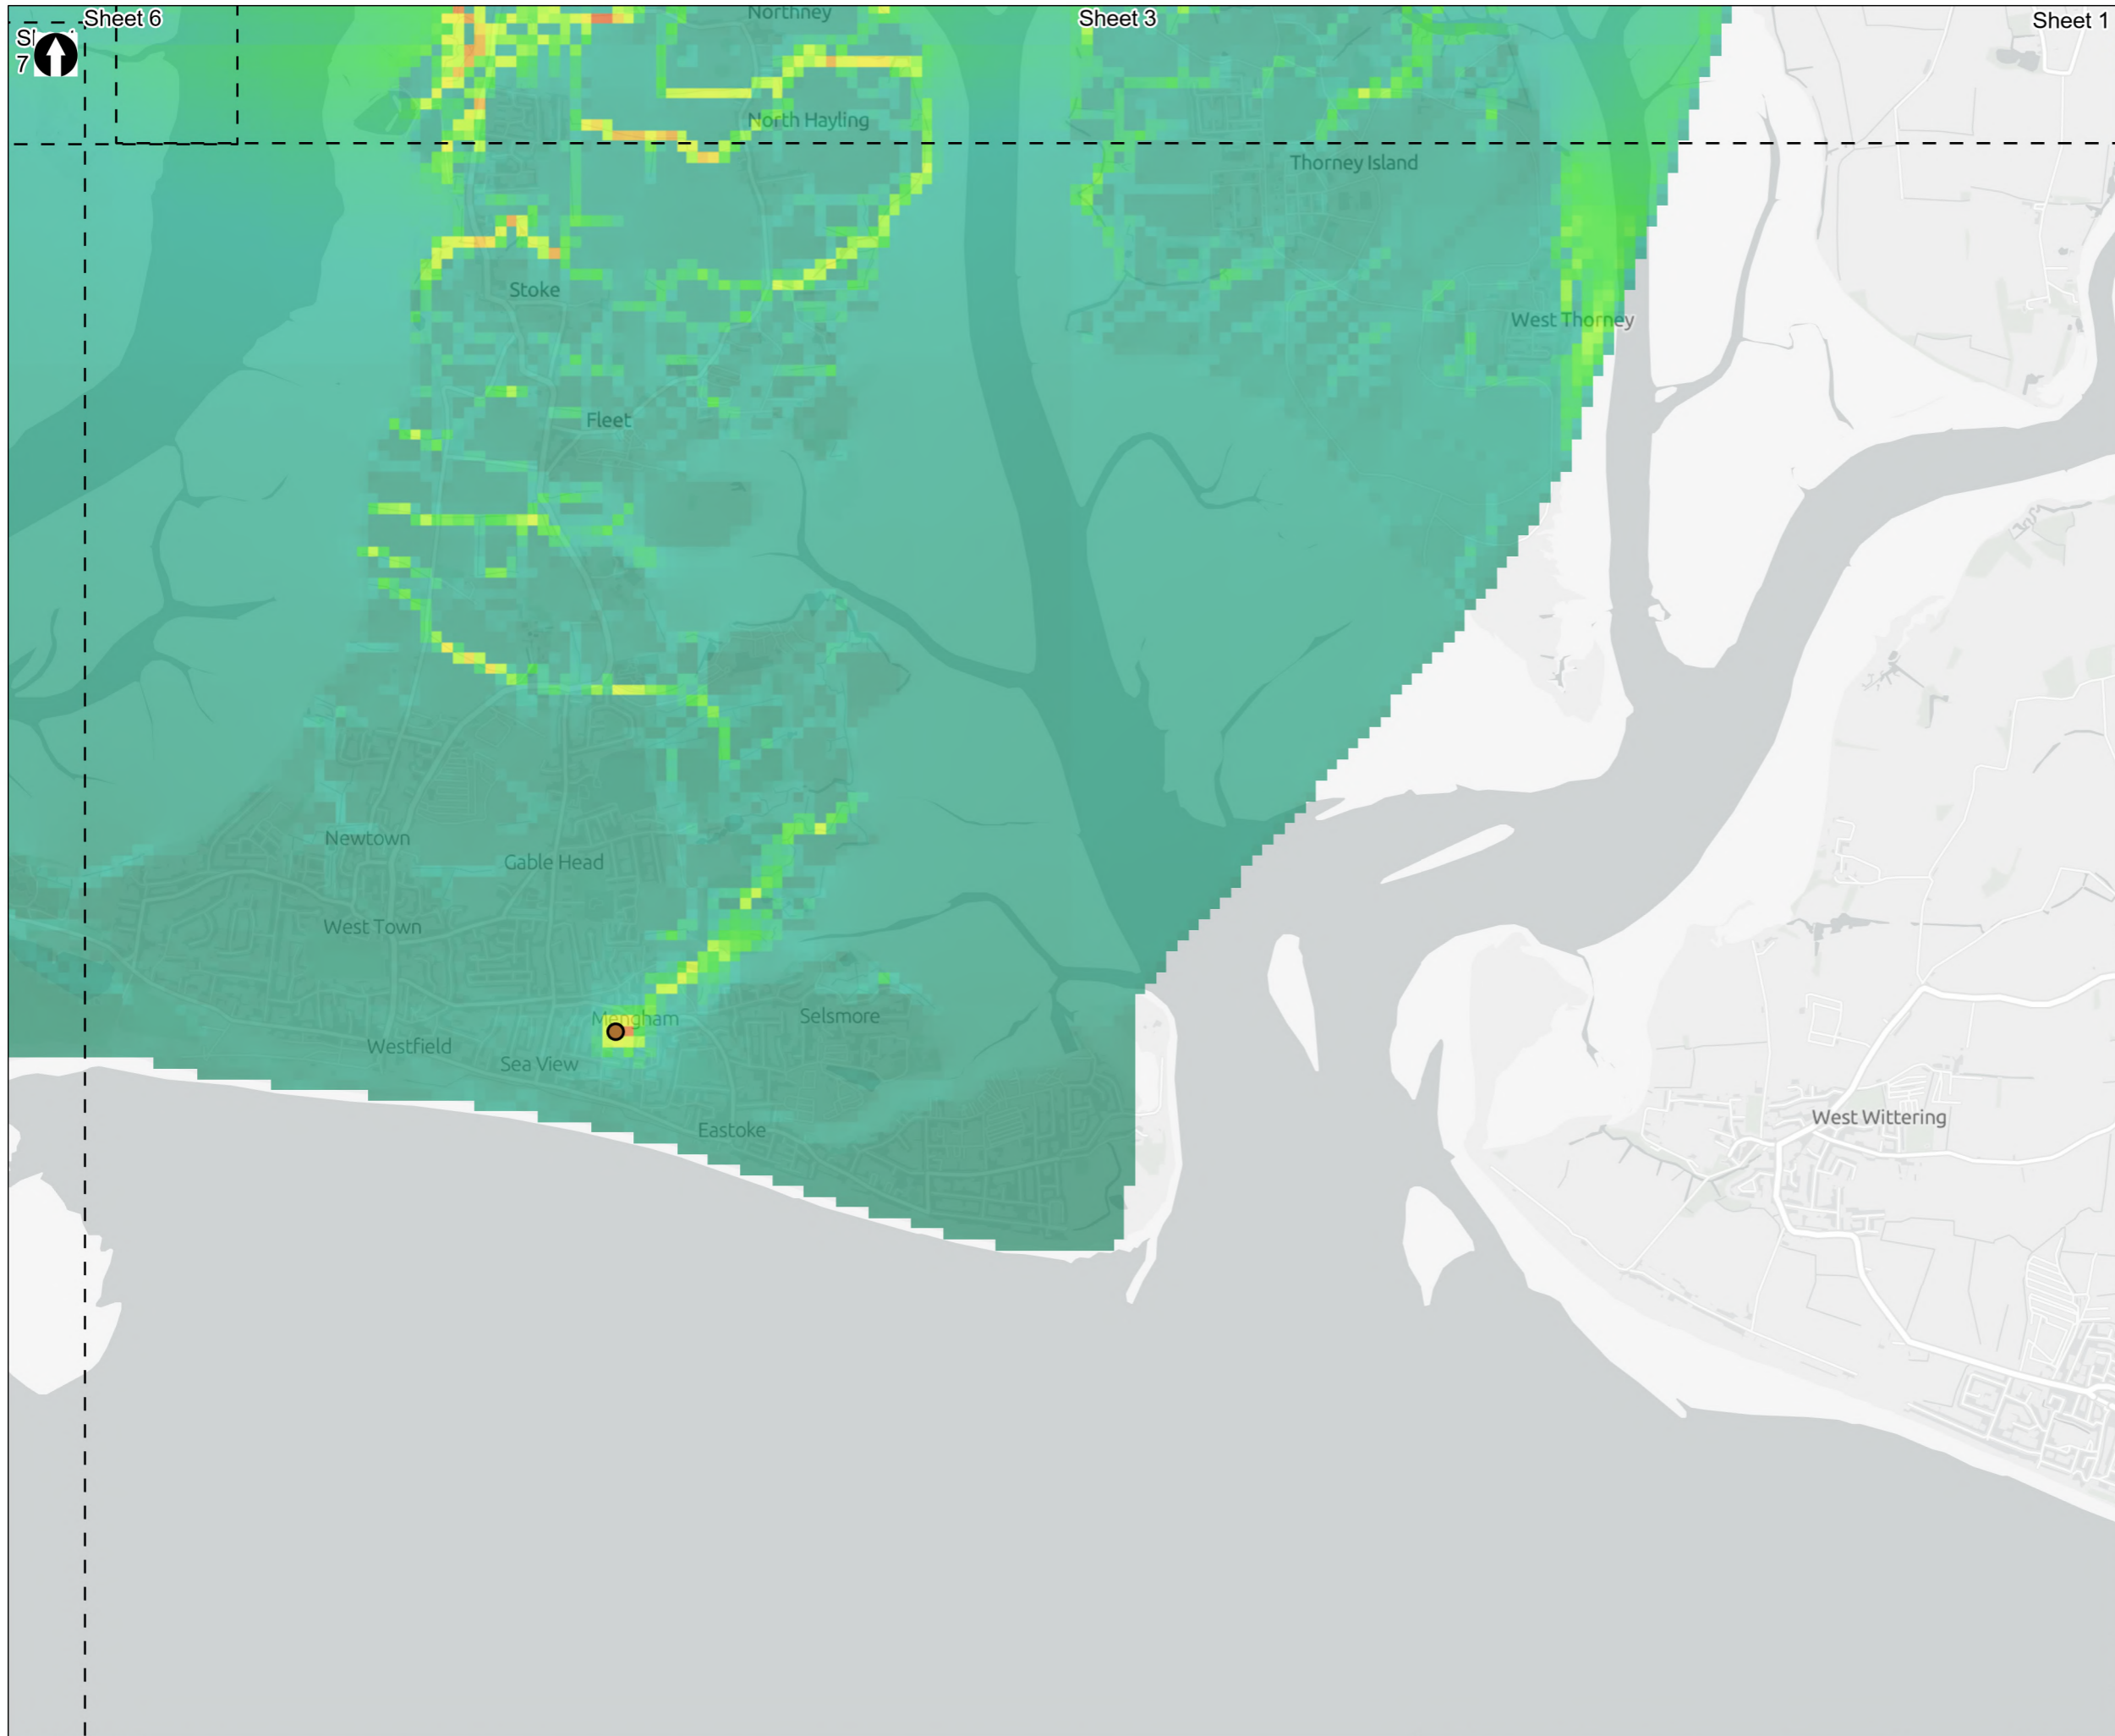 Sheet 6
Sheet 3
Sheet 1
7
Northney
North Hayling
Thorney Island
Stoke
West Thorney
Fleet
Newtown
Gable Head
West Town
Mengham
Selsmore
Westfield
Sea View
Eastoke
West Wittering